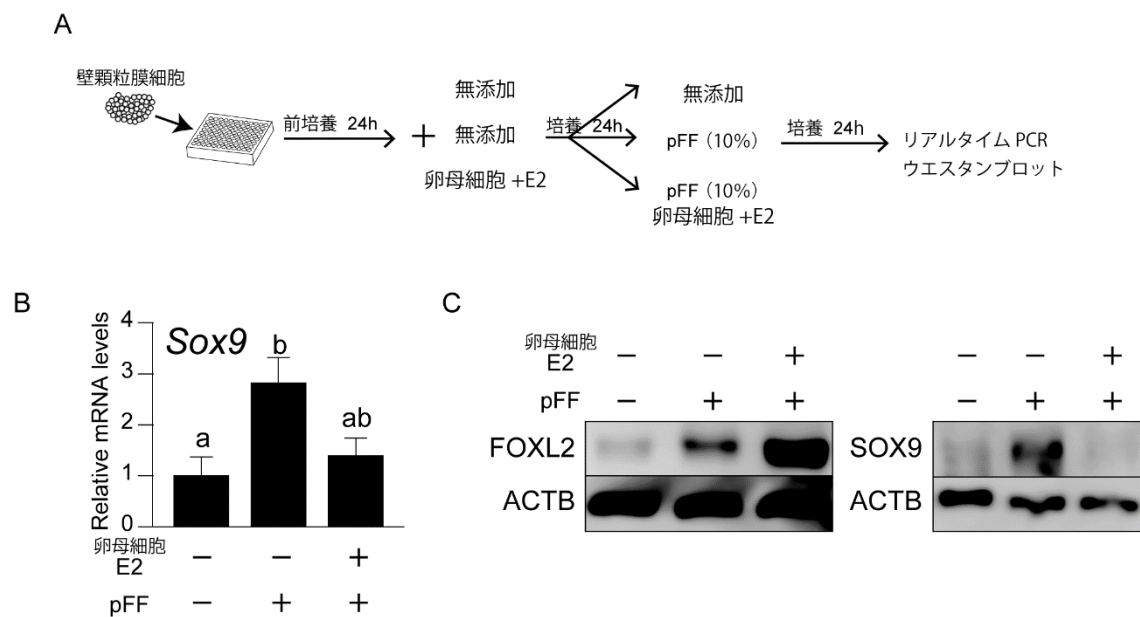 A
壁顆粒膜細胞
前培養 24h
+
無添加
無添加
卵母細胞 +E2
培養 24h
無添加
pFF（10%）
pFF（10%）
卵母細胞 +E2
培養 24h
リアルタイム PCR
ウエスタンブロット
B
Relative mRNA levels
4
3
2
1
0
Sox9
a
b
ab
卵母細胞
E2 − − +
pFF − + +
C
卵母細胞
E2 − − +
pFF − + +
FOXL2
ACTB
− − +
− + +
SOX9
ACTB